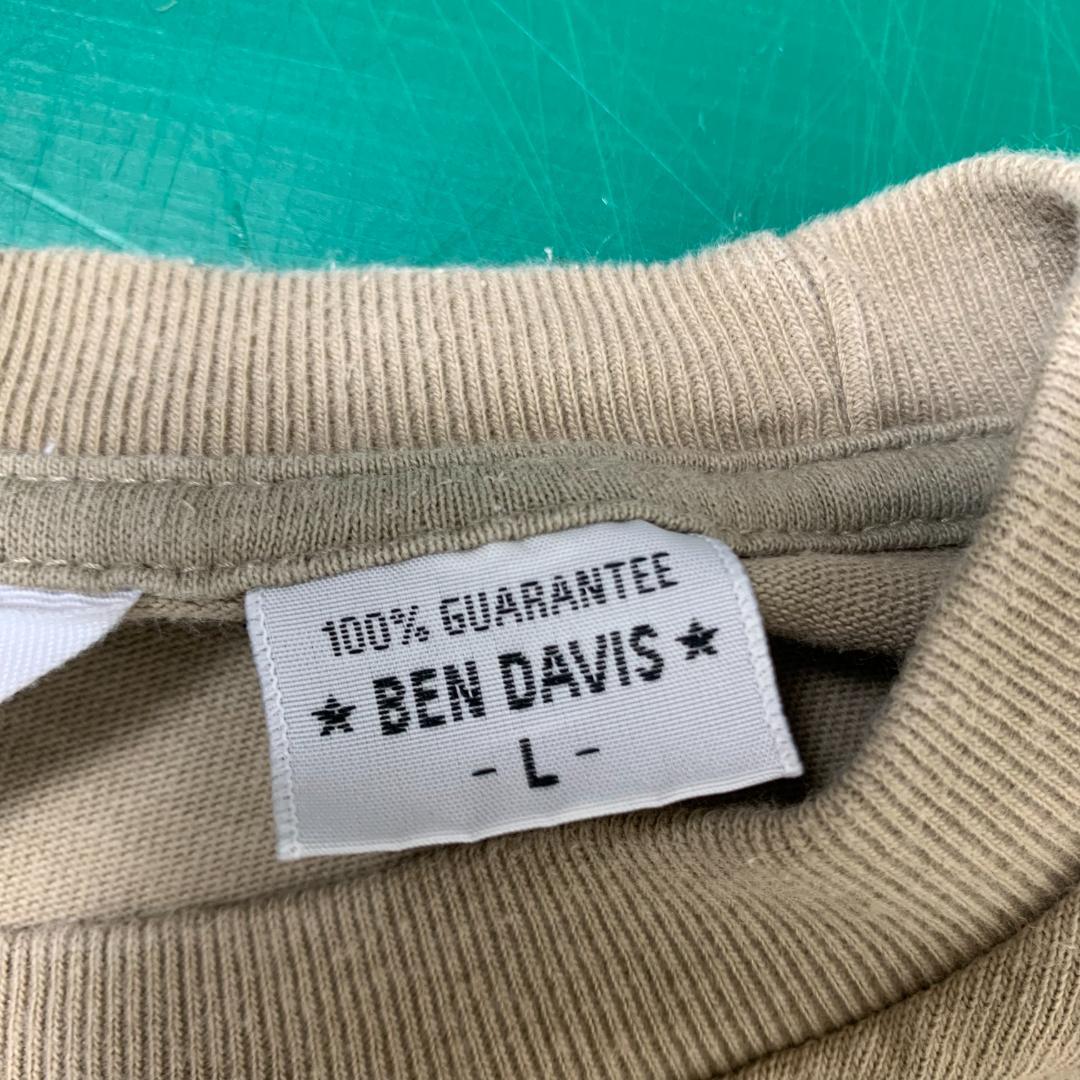 100% GUARANTEE
★ BEN DAVIS ★
- L -